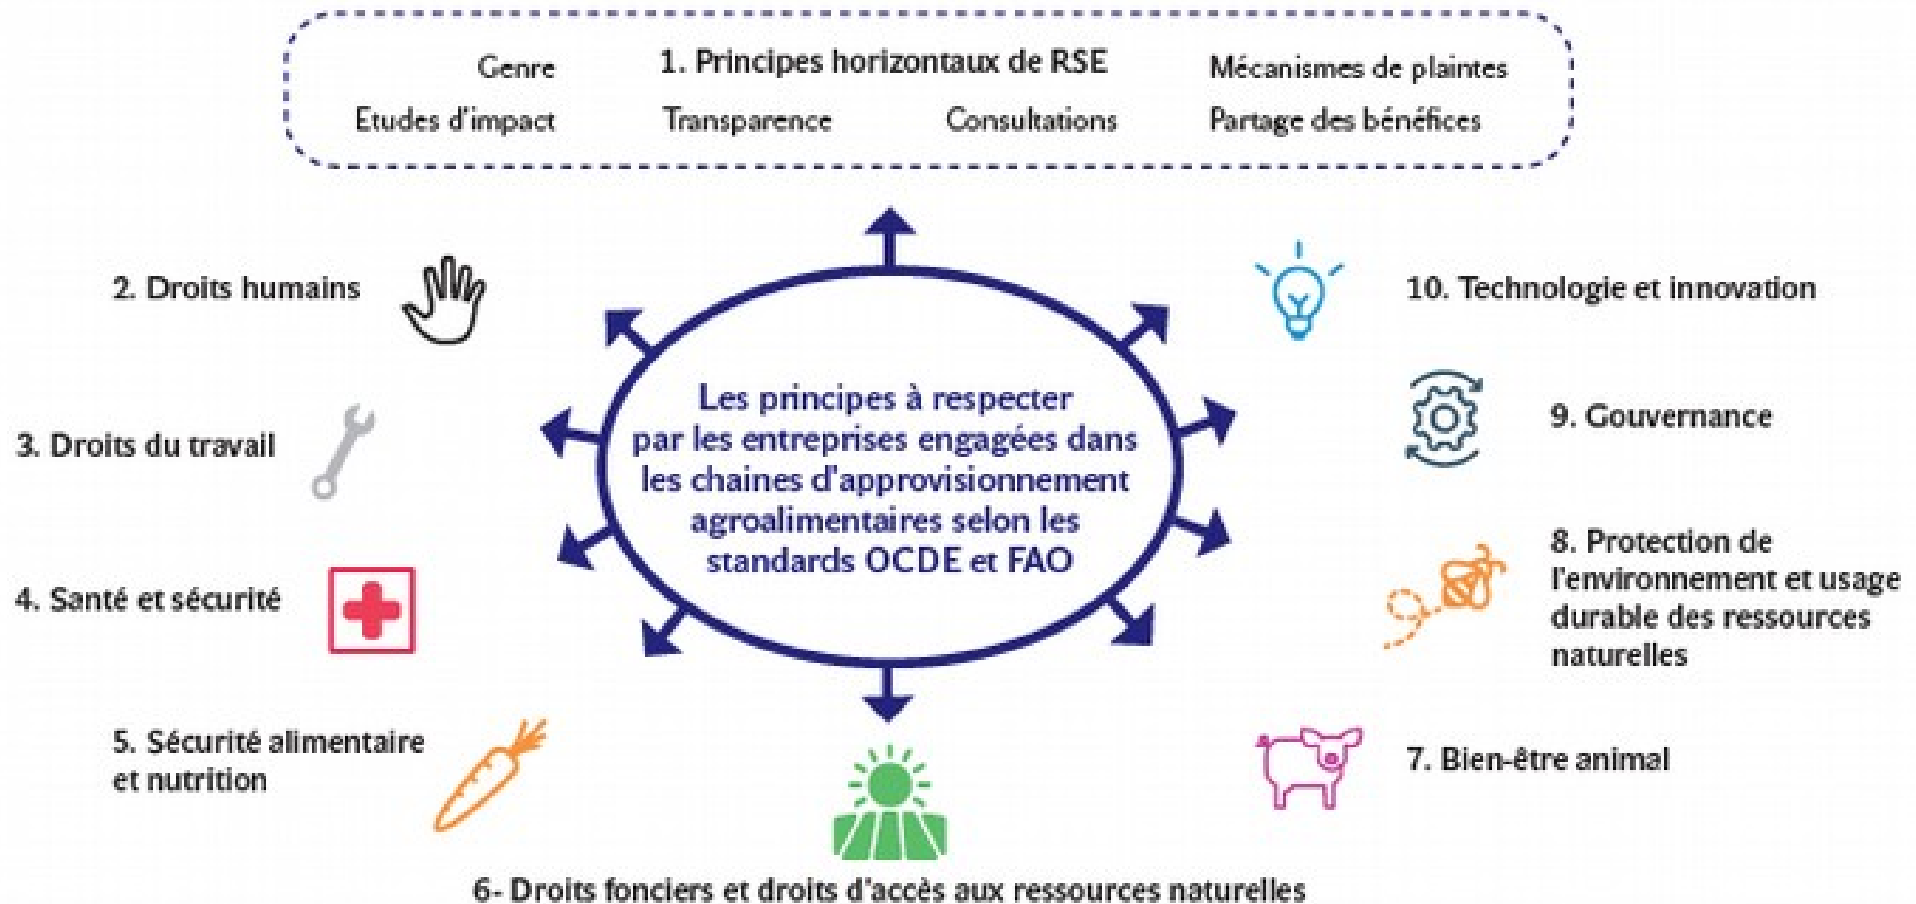 Genre
1. Principes horizontaux de RSE
Mécanismes de plaintes
Etudes d'impact
Transparence
Consultations
Partage des bénéfices
2. Droits humains
3. Droits du travail
4. Santé et sécurité
5. Sécurité alimentaire
et nutrition
6- Droits fonciers et droits d'accès aux ressources naturelles
7. Bien-être animal
8. Protection de
l'environnement et usage
durable des ressources
naturelles
9. Gouvernance
10. Technologie et innovation
Les principes à respecter
par les entreprises engagées dans
les chaines d'approvisionnement
agroalimentaires selon les
standards OCDE et FAO